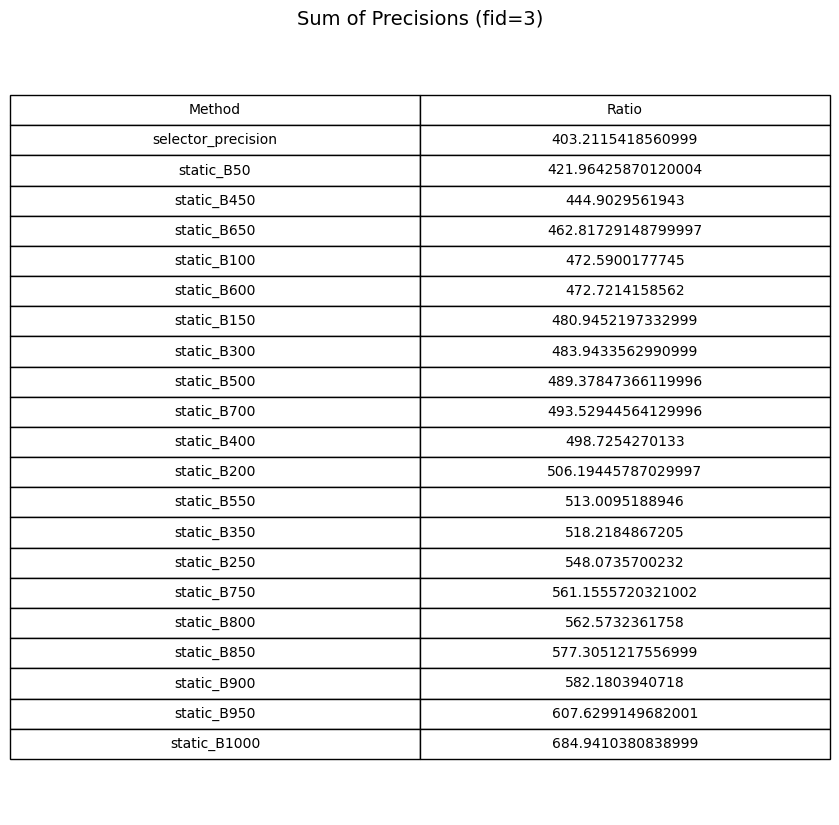 Sum of Precisions (fid=3)
Method Ratio
selector_precision 403.2115418560999
static_B50 421.96425870120004
static_B450 444.9029561943
static_B650 462.81729148799997
static_B100 472.5900177745
static_B600 472.7214158562
static_B150 480.9452197332999
static_B300 483.9433562990999
static_B500 489.37847366119996
static_B700 493.52944564129996
static_B400 498.7254270133
static_B200 506.19445787029997
static_B550 513.0095188946
static_B350 518.2184867205
static_B250 548.0735700232
static_B750 561.1555720321002
static_B800 562.5732361758
static_B850 577.3051217556999
static_B900 582.1803940718
static_B950 607.6299149682001
static_B1000 684.9410380838999